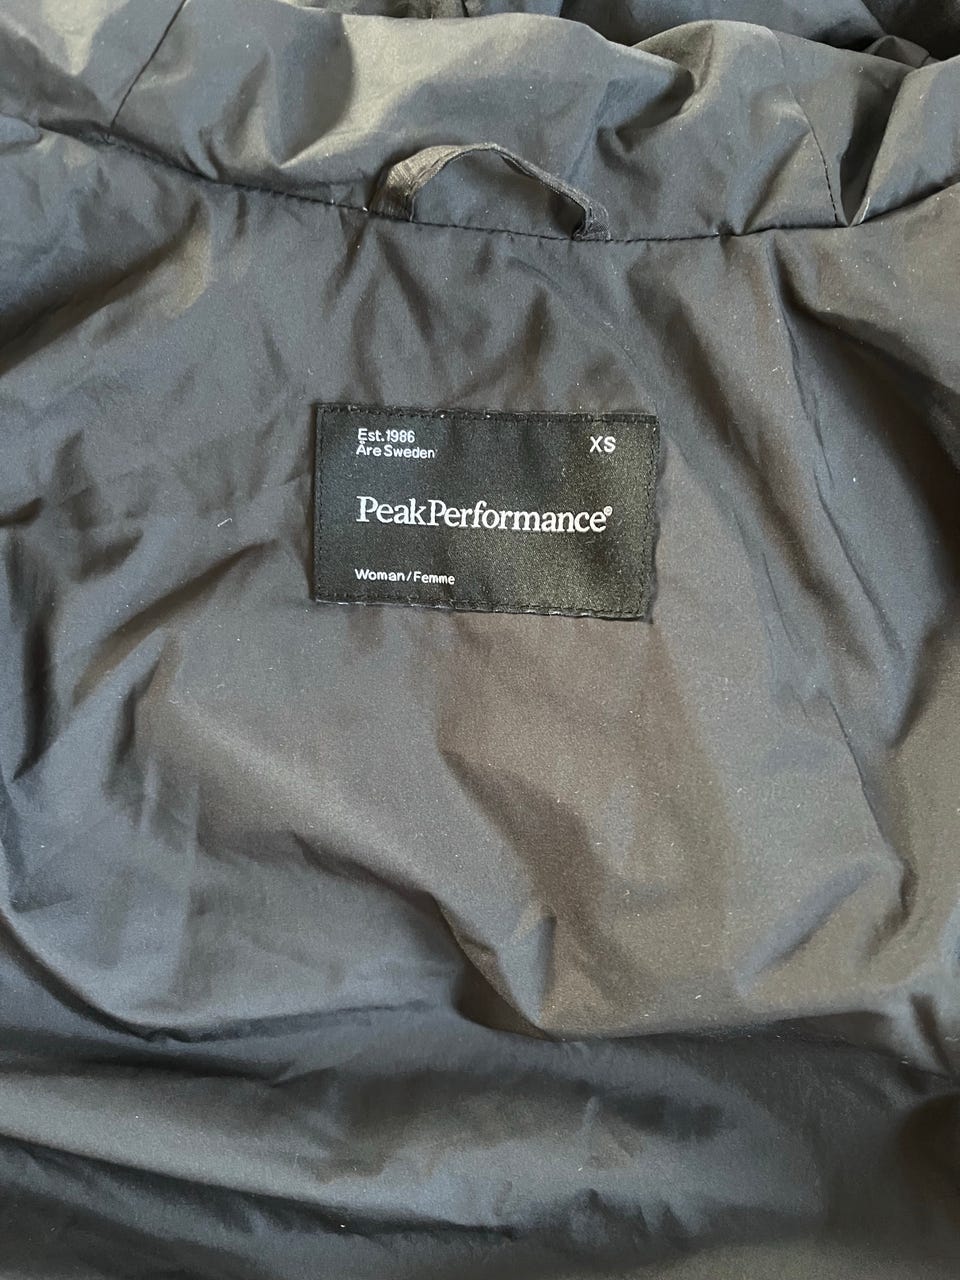 Est.1986
Åre Sweden
XS
PeakPerformance®
Woman/Femme